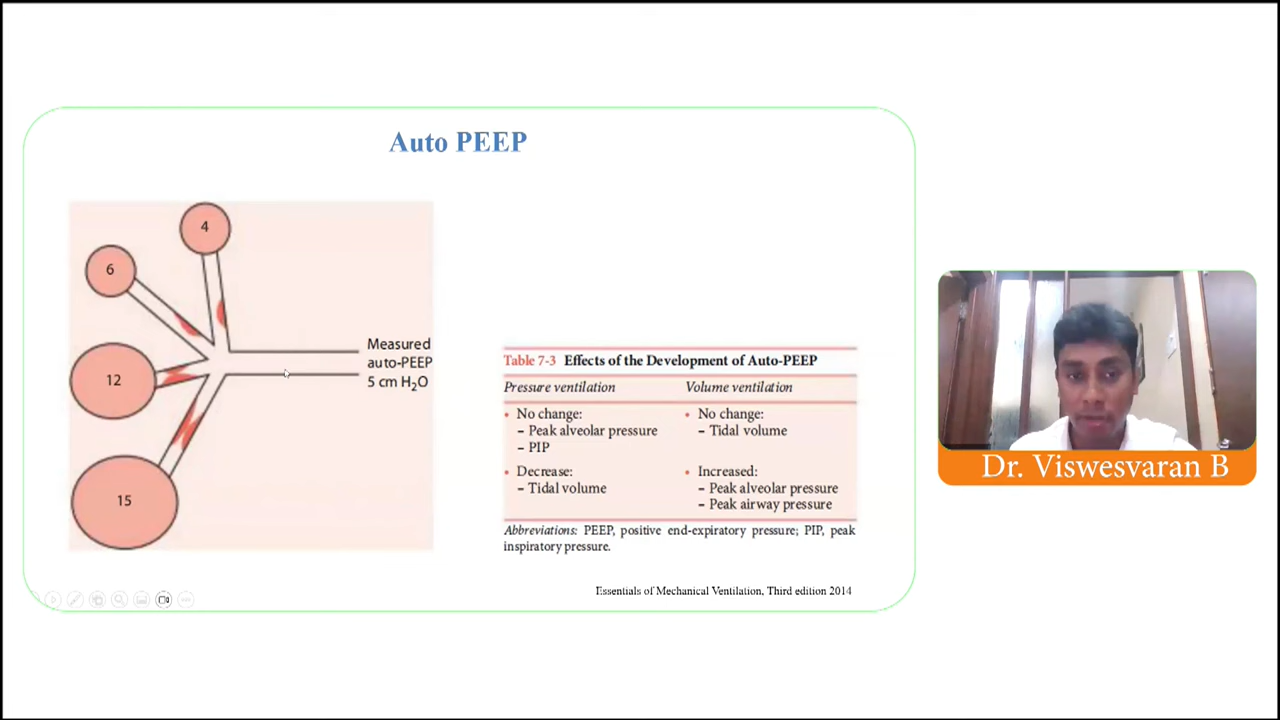 Auto PEEP
4
6
12
15
Measured
auto-PEEP
5 cm H₂O
Table 7-3 Effects of the Development of Auto-PEEP
Pressure ventilation Volume ventilation
• No change: • No change:
– Peak alveolar pressure – Tidal volume
– PIP
• Decrease: • Increased:
– Tidal volume – Peak alveolar pressure
– Peak airway pressure
Abbreviations: PEEP, positive end-expiratory pressure; PIP, peak
inspiratory pressure.
Essentials of Mechanical Ventilation, Third edition 2014
Dr. Viswesvaran B